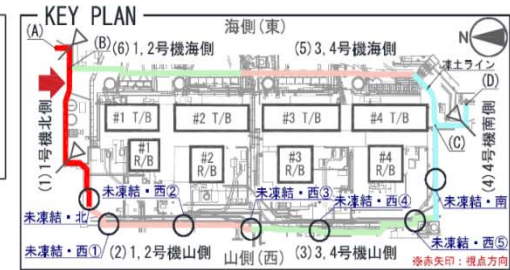 KEY PLAN
海側(東)
N
(A)
(B)
(6)1,2号機海側
(5)3,4号機海側
凍土ライン
(D)
#1 T/B
#2 T/B
#3 T/B
#4 T/B
(1)1号機北側
#1
R/B
#2
R/B
#3
R/B
#4
R/B
(C)
(4)4号機南側
未凍結・西②
未凍結・西③
未凍結・西④
未凍結・北
未凍結・南
未凍結・西①
(2)1,2号機山側
山側(西)
(3)3,4号機山側
未凍結・西⑤
※赤矢印：視点方向